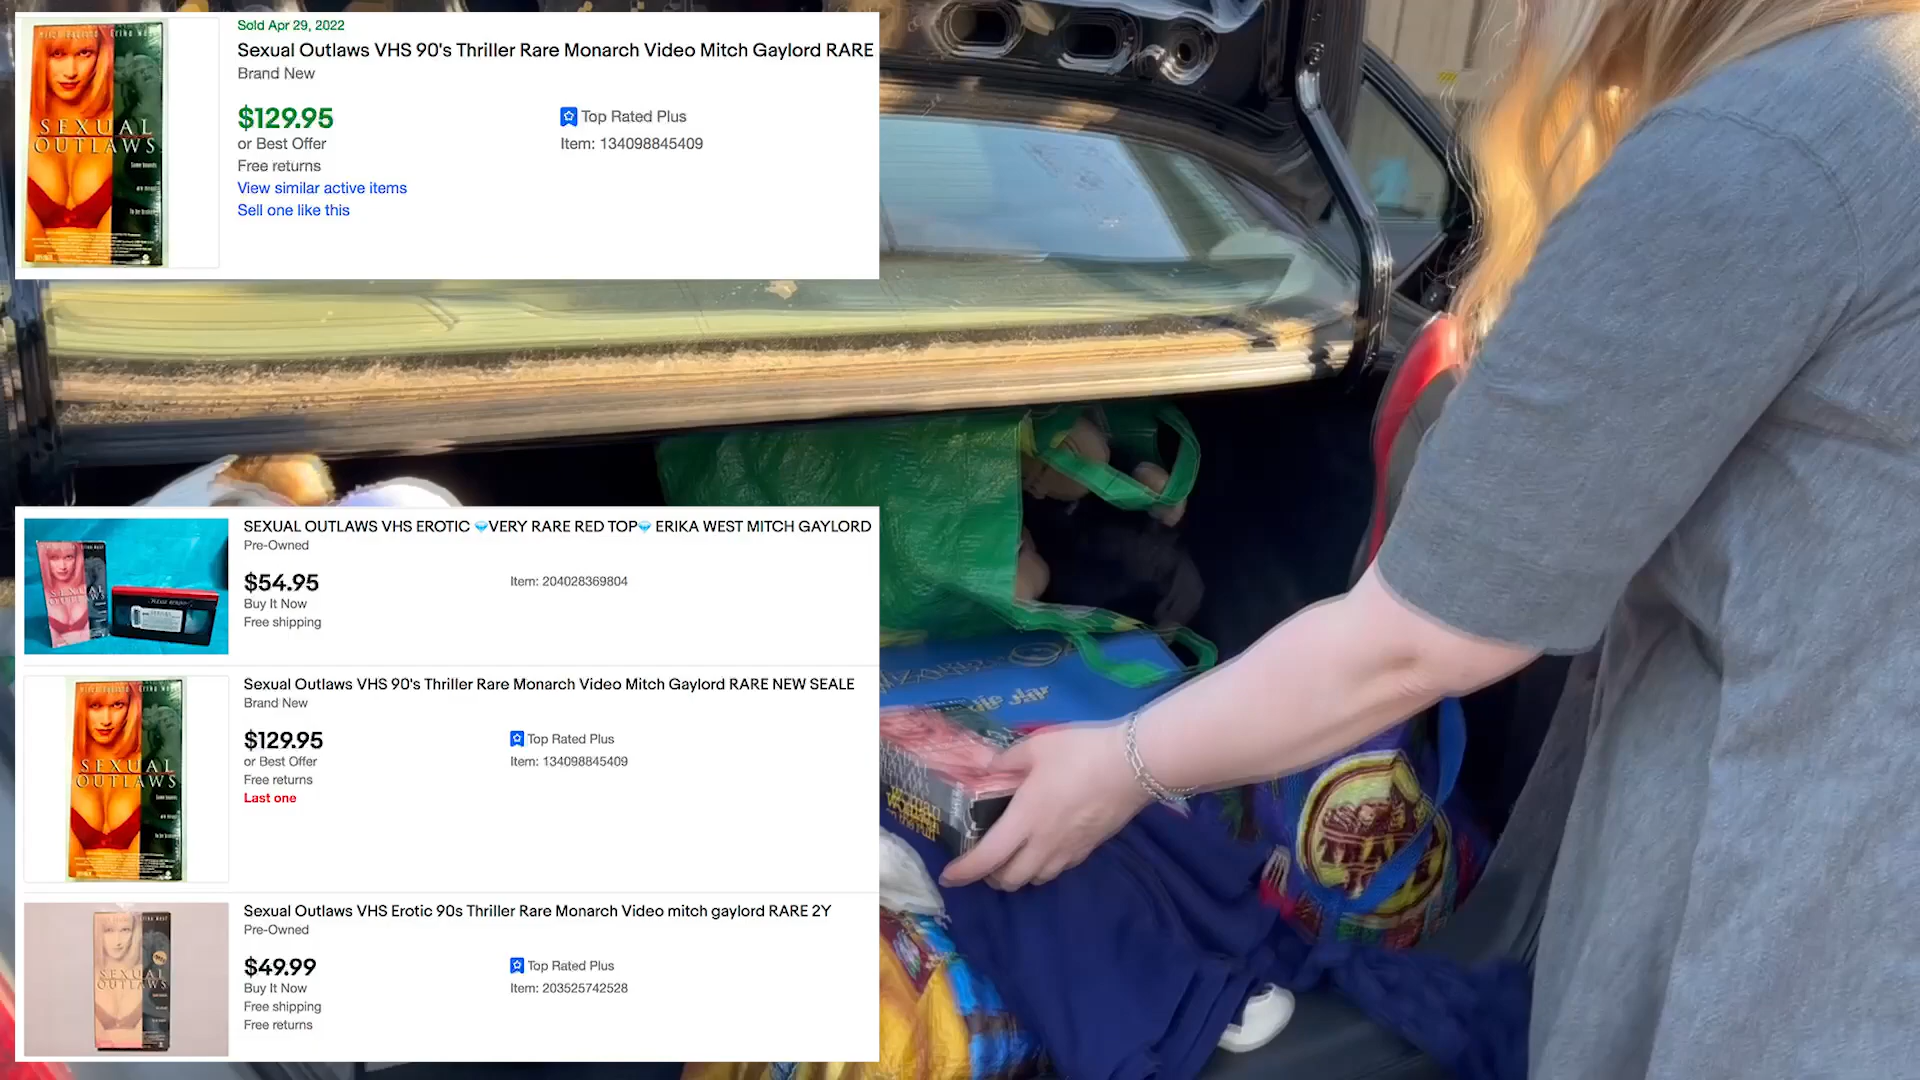 Sold Apr 29, 2022
Sexual Outlaws VHS 90's Thriller Rare Monarch Video Mitch Gaylord RARE
Brand New
$129.95
or Best Offer
Free returns
View similar active items
Sell one like this
Top Rated Plus
Item: 134098845409
SEXUAL
OUTLAWS
SEXUAL OUTLAWS VHS EROTIC 💎VERY RARE RED TOP💎 ERIKA WEST MITCH GAYLORD
Pre-Owned
$54.95
Buy It Now
Free shipping
Item: 204028369804
Sexual Outlaws VHS 90's Thriller Rare Monarch Video Mitch Gaylord RARE NEW SEALE
Brand New
$129.95
or Best Offer
Free returns
Last one
Top Rated Plus
Item: 134098845409
SEXUAL
OUTLAWS
Sexual Outlaws VHS Erotic 90s Thriller Rare Monarch Video mitch gaylord RARE 2Y
Pre-Owned
$49.99
Buy It Now
Free shipping
Free returns
Top Rated Plus
Item: 203525742528
SEXUAL
OUTLAWS